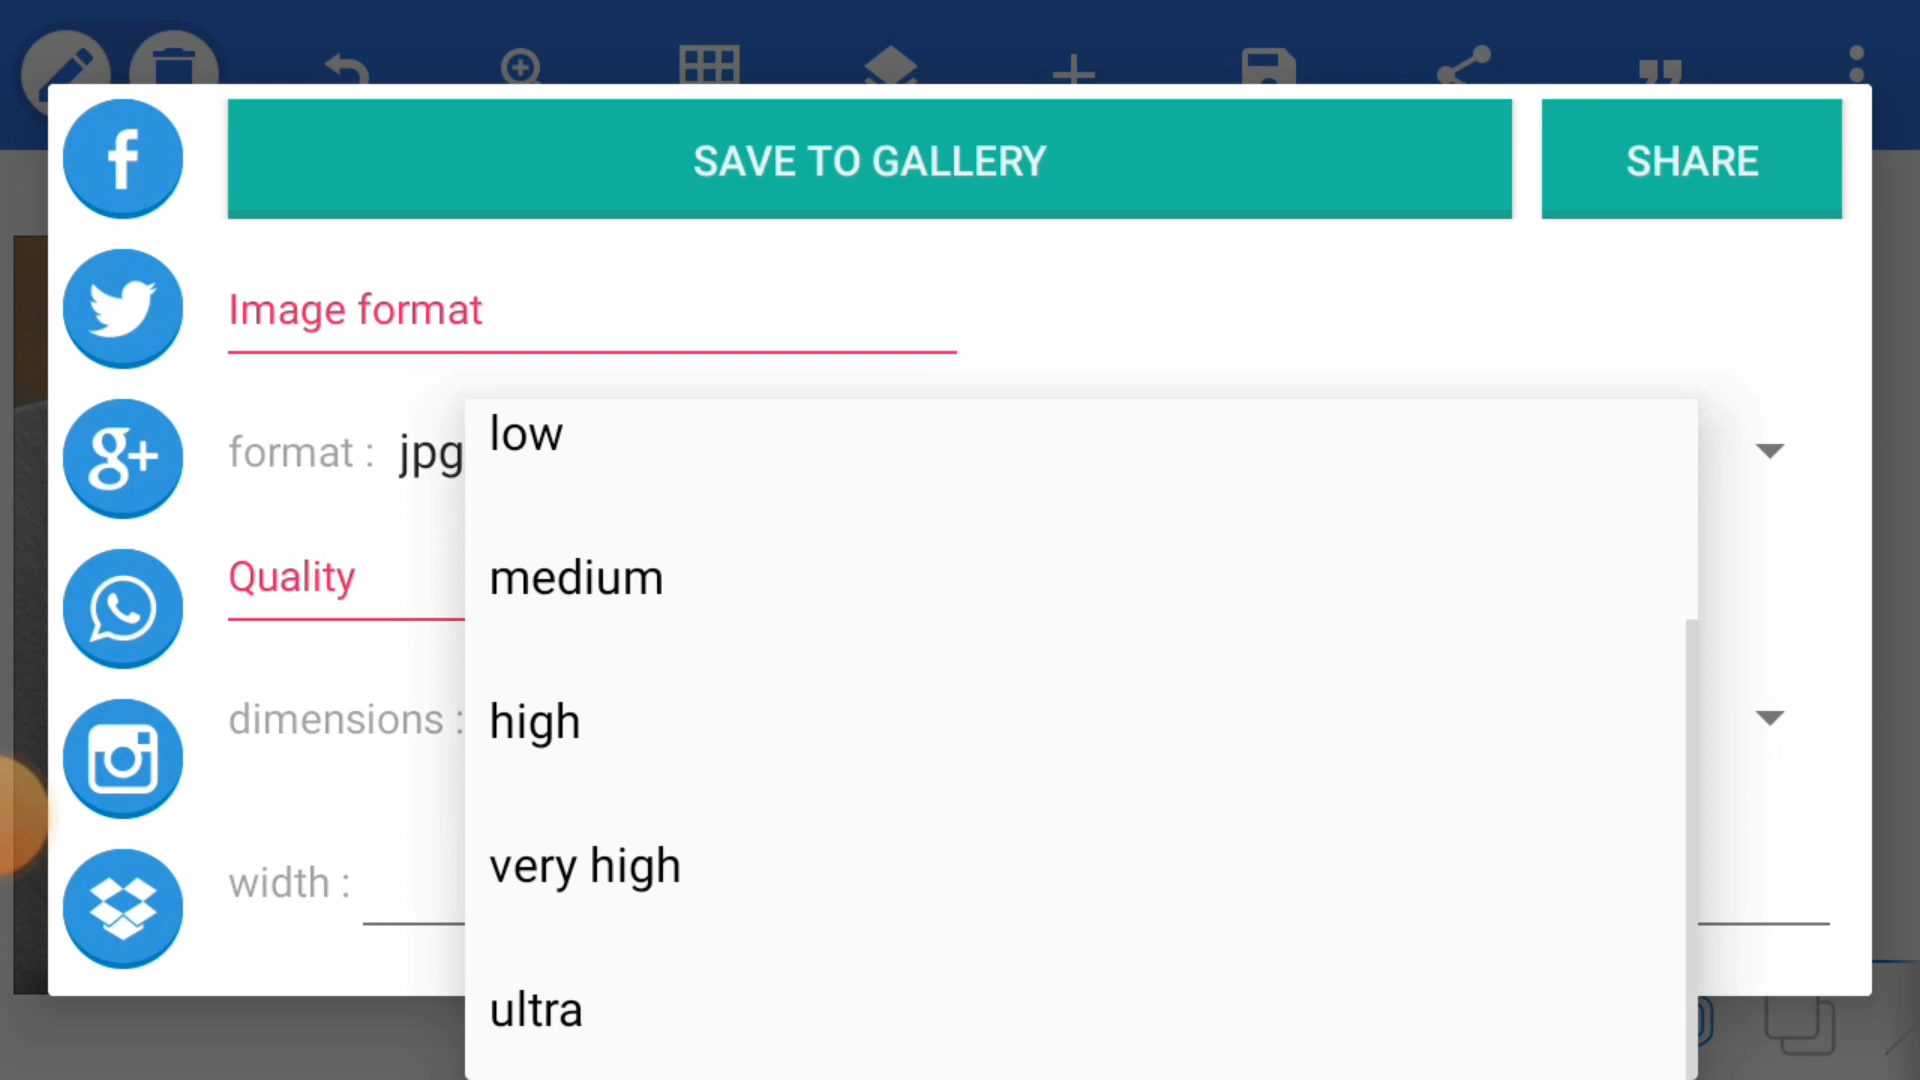 SAVE TO GALLERY
SHARE
Image format
format : jpg
low
medium
Quality
high
dimensions :
very high
width :
ultra